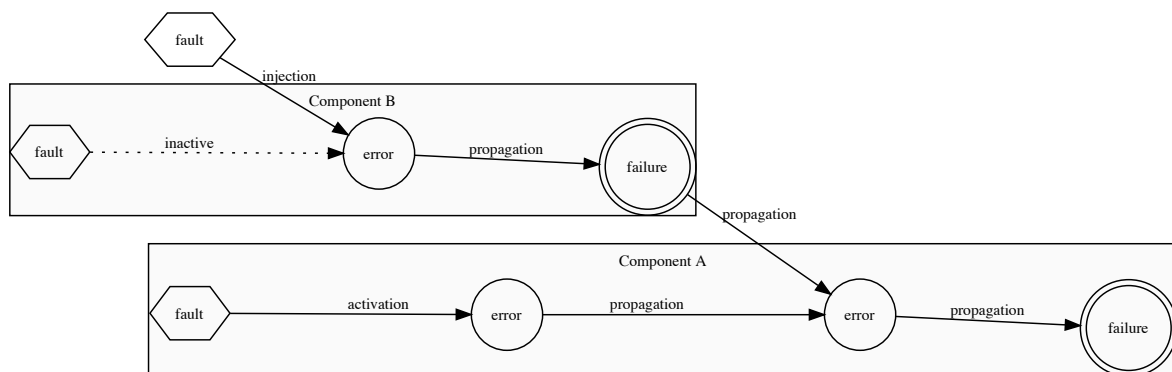 fault
injection
Component B
fault
inactive
error
propagation
failure
propagation
Component A
fault
activation
error
propagation
error
propagation
failure